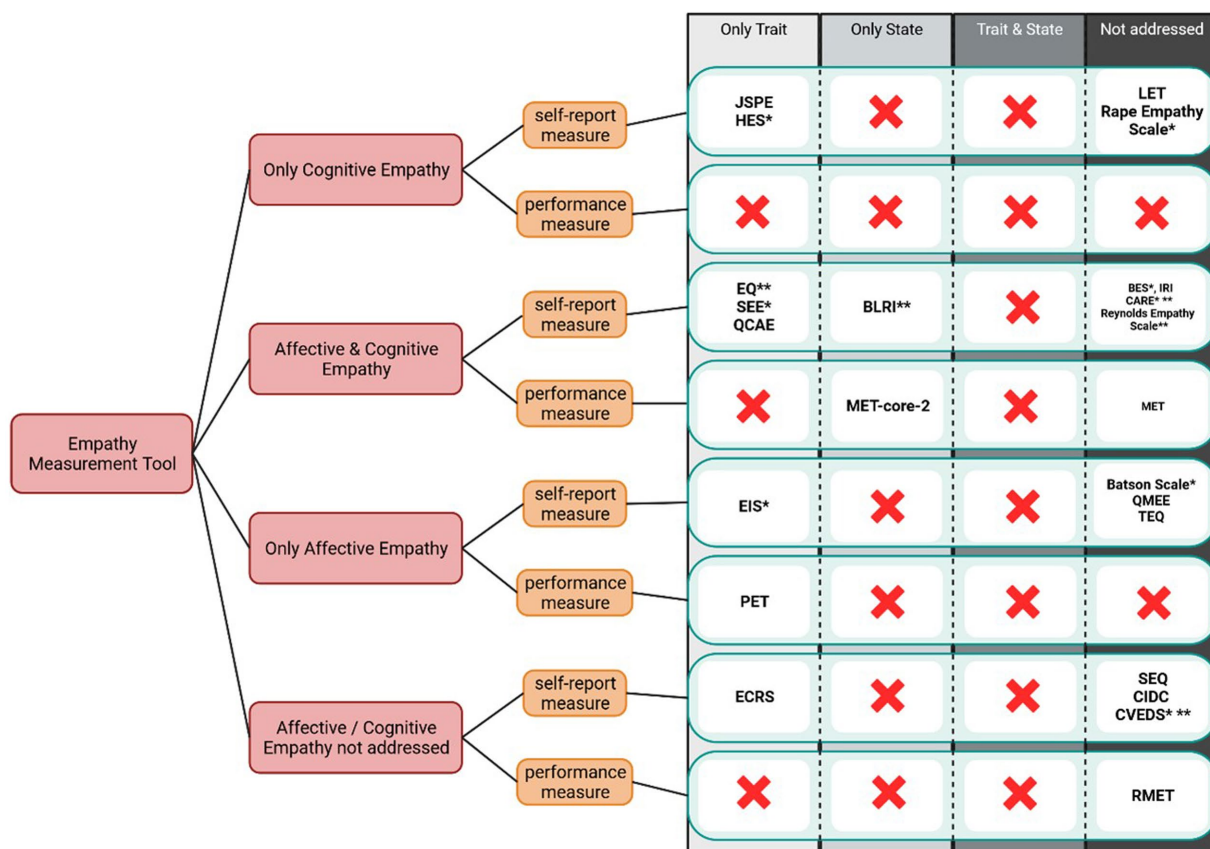 Only Trait
Only State
Trait & State
Not addressed
Empathy
Measurement Tool
Only Cognitive Empathy
self-report
measure
JSPE
HES*
LET
Rape Empathy
Scale*
performance
measure
Affective & Cognitive
Empathy
self-report
measure
EQ**
SEE*
QCAE
BLRI**
BES*, IRI
CARE* **
Reynolds Empathy
Scale**
performance
measure
MET-core-2
MET
Only Affective Empathy
self-report
measure
EIS*
Batson Scale*
QMEE
TEQ
performance
measure
PET
Affective / Cognitive
Empathy not addressed
self-report
measure
ECRS
SEQ
CIDC
CVEDS* **
performance
measure
RMET